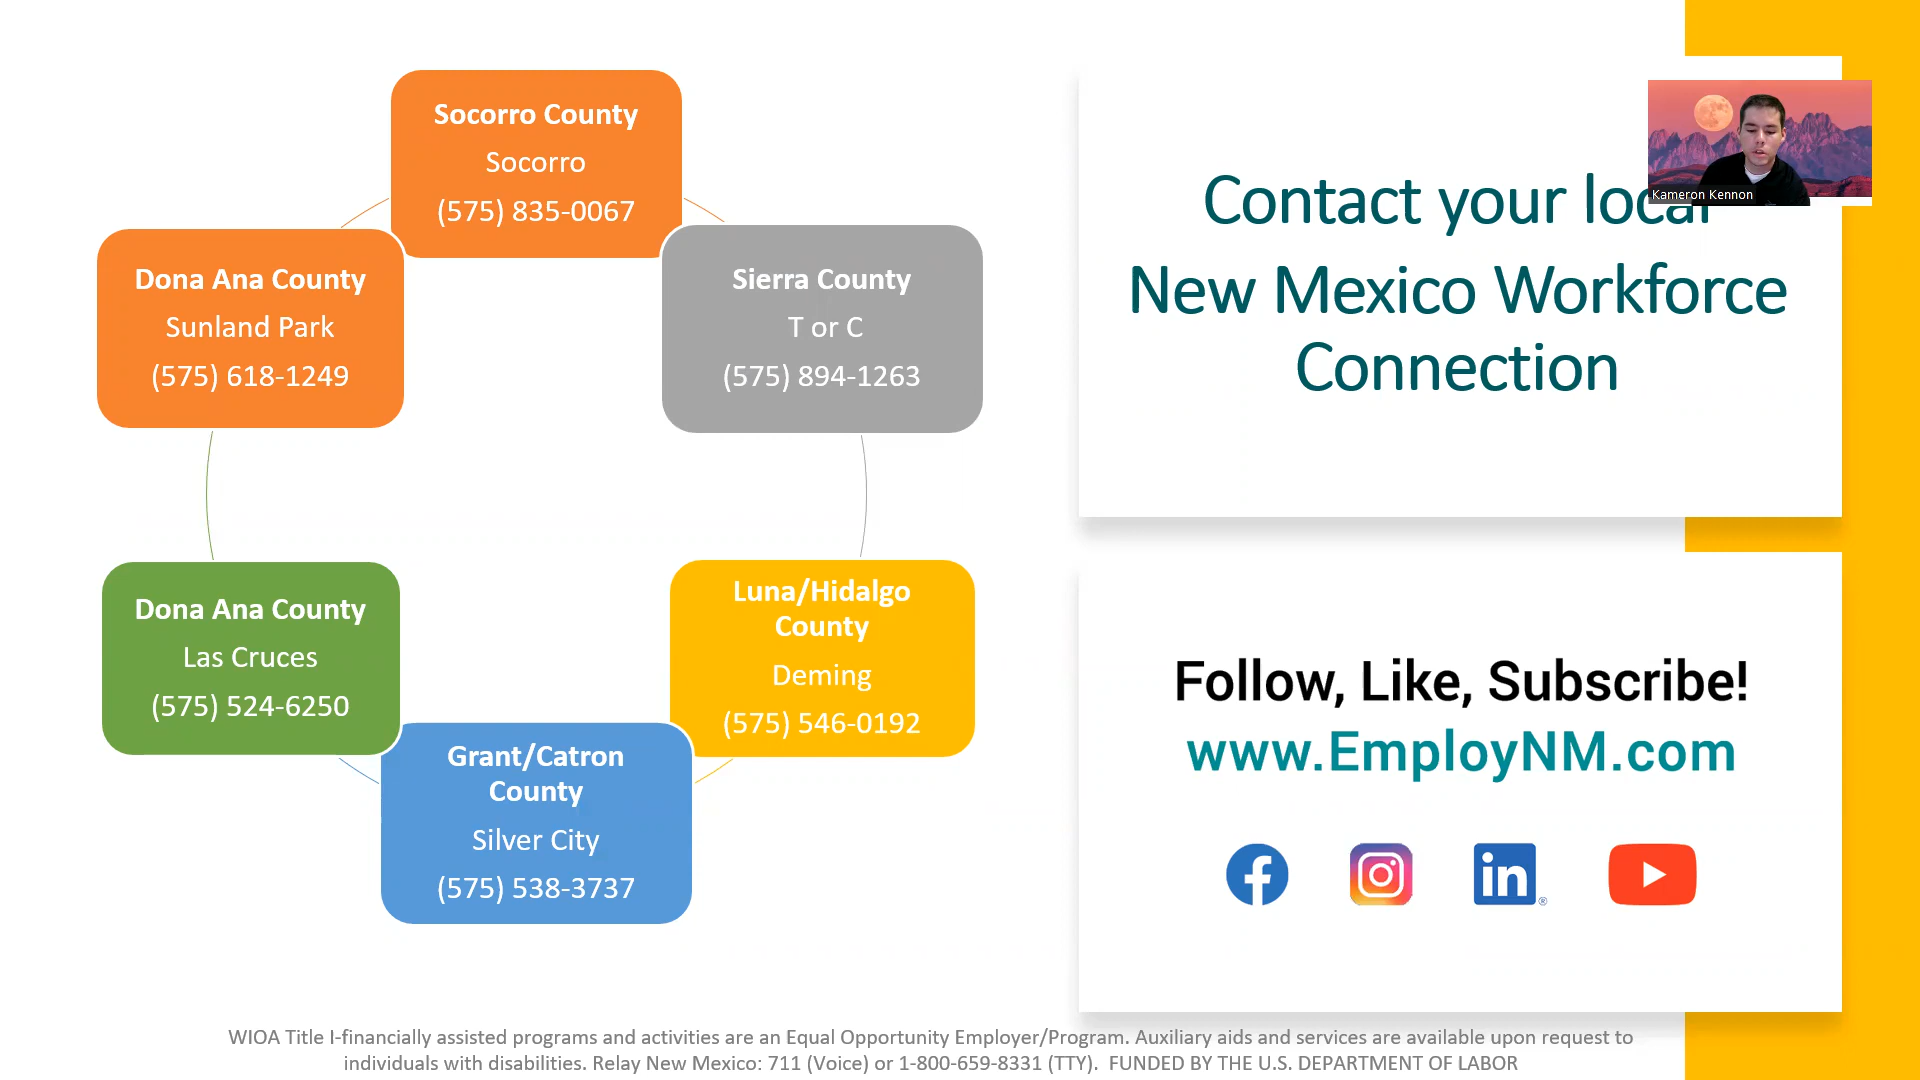 Socorro County
Socorro
(575) 835-0067
Sierra County
T or C
(575) 894-1263
Luna/Hidalgo
County
Deming
(575) 546-0192
Grant/Catron
County
Silver City
(575) 538-3737
Dona Ana County
Las Cruces
(575) 524-6250
Dona Ana County
Sunland Park
(575) 618-1249
Contact your local
New Mexico Workforce
Connection
Kameron Kennon
Follow, Like, Subscribe!
www.EmployNM.com
in®
WIOA Title I-financially assisted programs and activities are an Equal Opportunity Employer/Program. Auxiliary aids and services are available upon request to
individuals with disabilities. Relay New Mexico: 711 (Voice) or 1-800-659-8331 (TTY). FUNDED BY THE U.S. DEPARTMENT OF LABOR